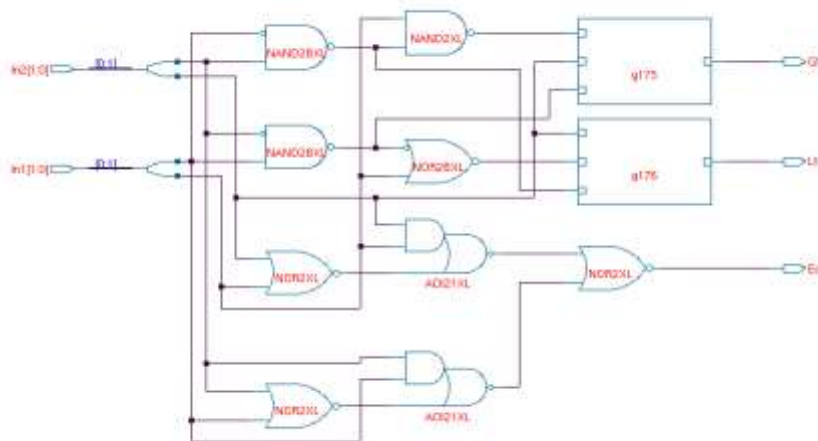 In2[1:0]
[0:1]
NAND2BXL
NAND2XL
g175
In1[1:0]
[0:1]
NAND2BXL
NOR2BXL
g176
NOR2XL
AOI21XL
NOR2XL
NOR2XL
AOI21XL